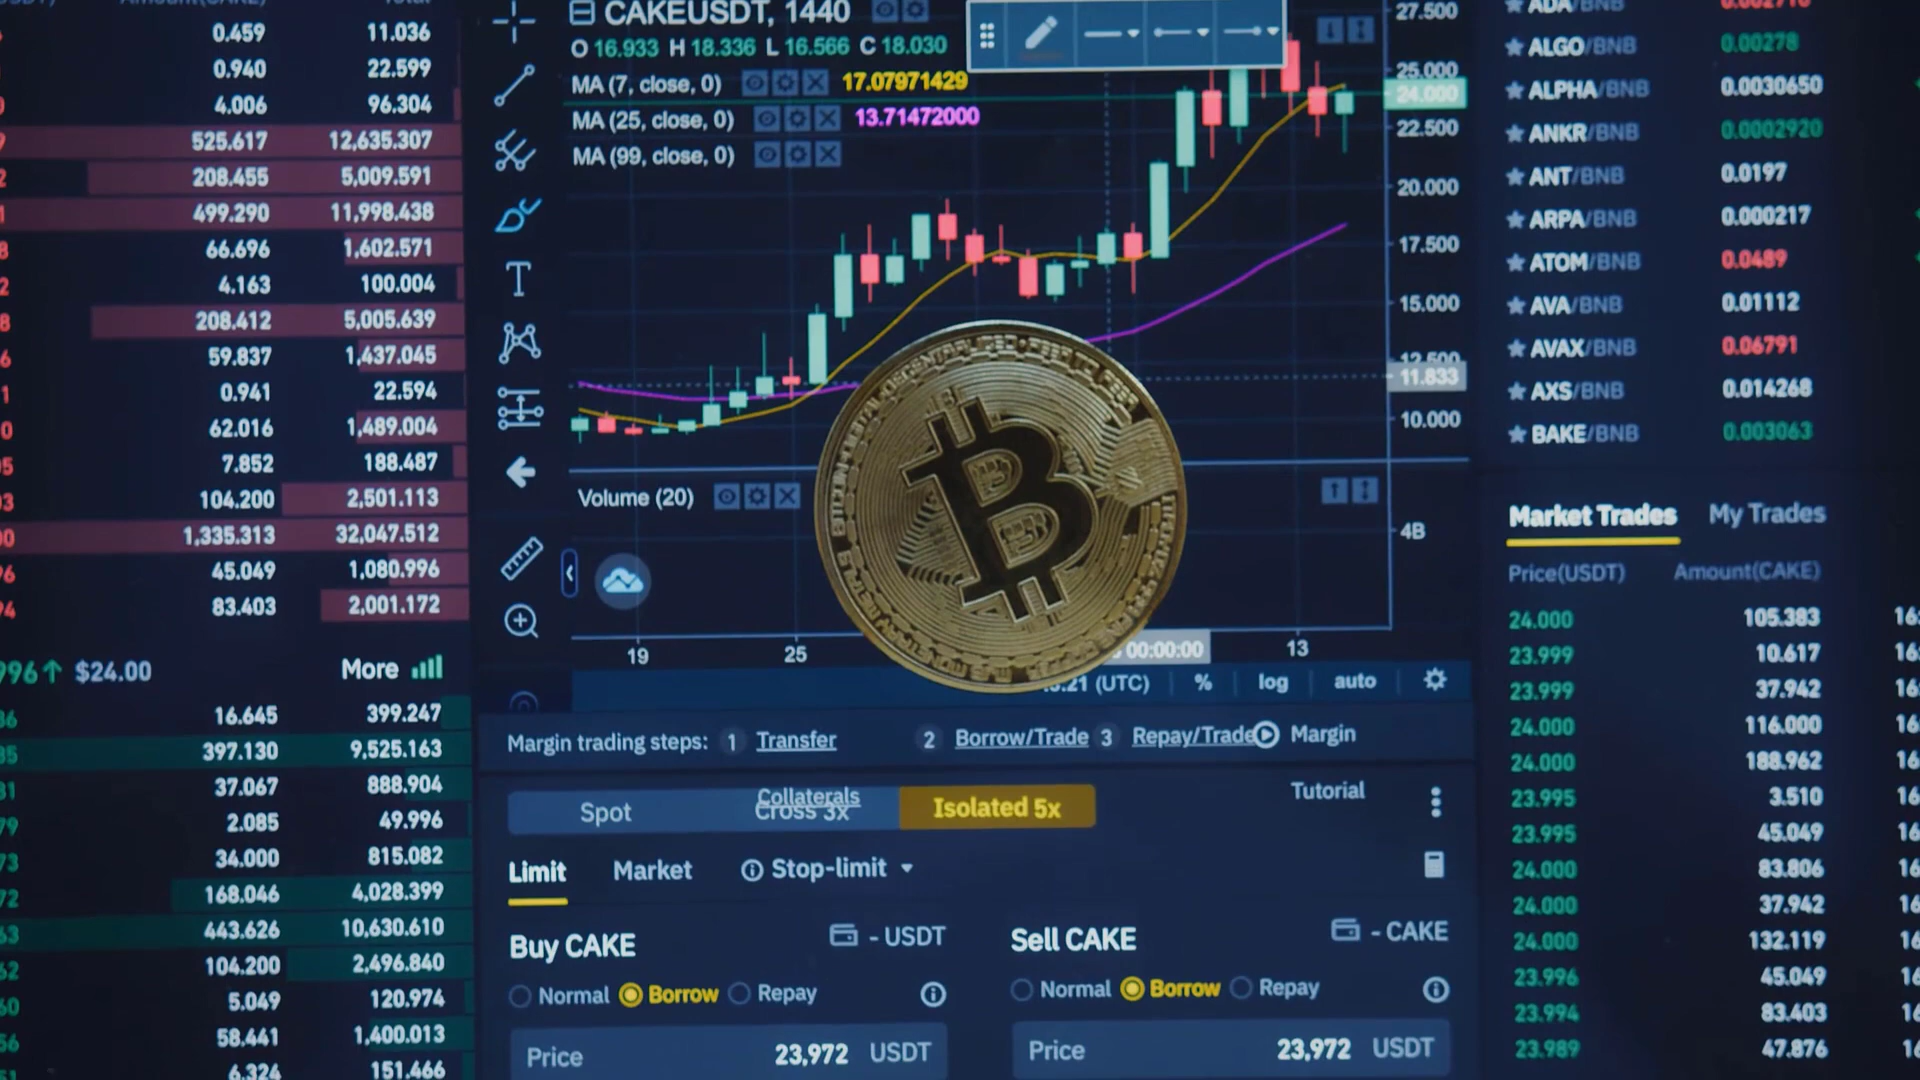 0.459 11.036
0.940 22.599
4.006 96.304
525.617 12,635.307
208.455 5,009.591
499.290 11,998.438
66.696 1,602.571
4.163 100.004
208.412 5,005.639
59.837 1,437.045
0.941 22.594
62.016 1,489.004
7.852 188.487
104.200 2,501.113
1,335.313 32,047.512
45.049 1,080.996
83.403 2,001.172
$24.00 More
16.645 399.247
397.130 9,525.163
37.067 888.904
2.085 49.996
34.000 815.082
168.046 4,028.399
443.626 10,630.610
104.200 2,496.840
5.049 120.974
58.441 1,400.013
6.324 151.466
CAKEUSDT, 1440
O 16.933 H 18.336 L 16.566 C 18.030
MA (7, close, 0) 17.07971429
MA (25, close, 0) 13.71472000
MA (99, close, 0)
27.500
25.000
24.000
22.500
20.000
17.500
15.000
12.500
11.833
10.000
Volume (20)
4B
19 25 00:00:00 13
(UTC) % log auto
Margin trading steps: 1 Transfer 2 Borrow/Trade 3 Repay/Trade Margin
Tutorial
Collaterals
Spot Cross 3x Isolated 5x
Limit Market Stop-limit
Buy CAKE - USDT
Normal Borrow Repay
Price 23,972 USDT
Sell CAKE - CAKE
Normal Borrow Repay
Price 23,972 USDT
ADA/BNB
ALGO/BNB 0.00278
ALPHA/BNB 0.0030650
ANKR/BNB 0.0002920
ANT/BNB 0.0197
ARPA/BNB 0.000217
ATOM/BNB 0.0489
AVA/BNB 0.01112
AVAX/BNB 0.06791
AXS/BNB 0.014268
BAKE/BNB 0.003063
Market Trades My Trades
Price(USDT) Amount(CAKE)
24.000 105.383
23.999 10.617
23.999 37.942
24.000 116.000
24.000 188.962
23.995 3.510
23.995 45.049
24.000 83.806
24.000 37.942
24.000 132.119
23.996 45.049
23.994 83.403
23.989 47.876